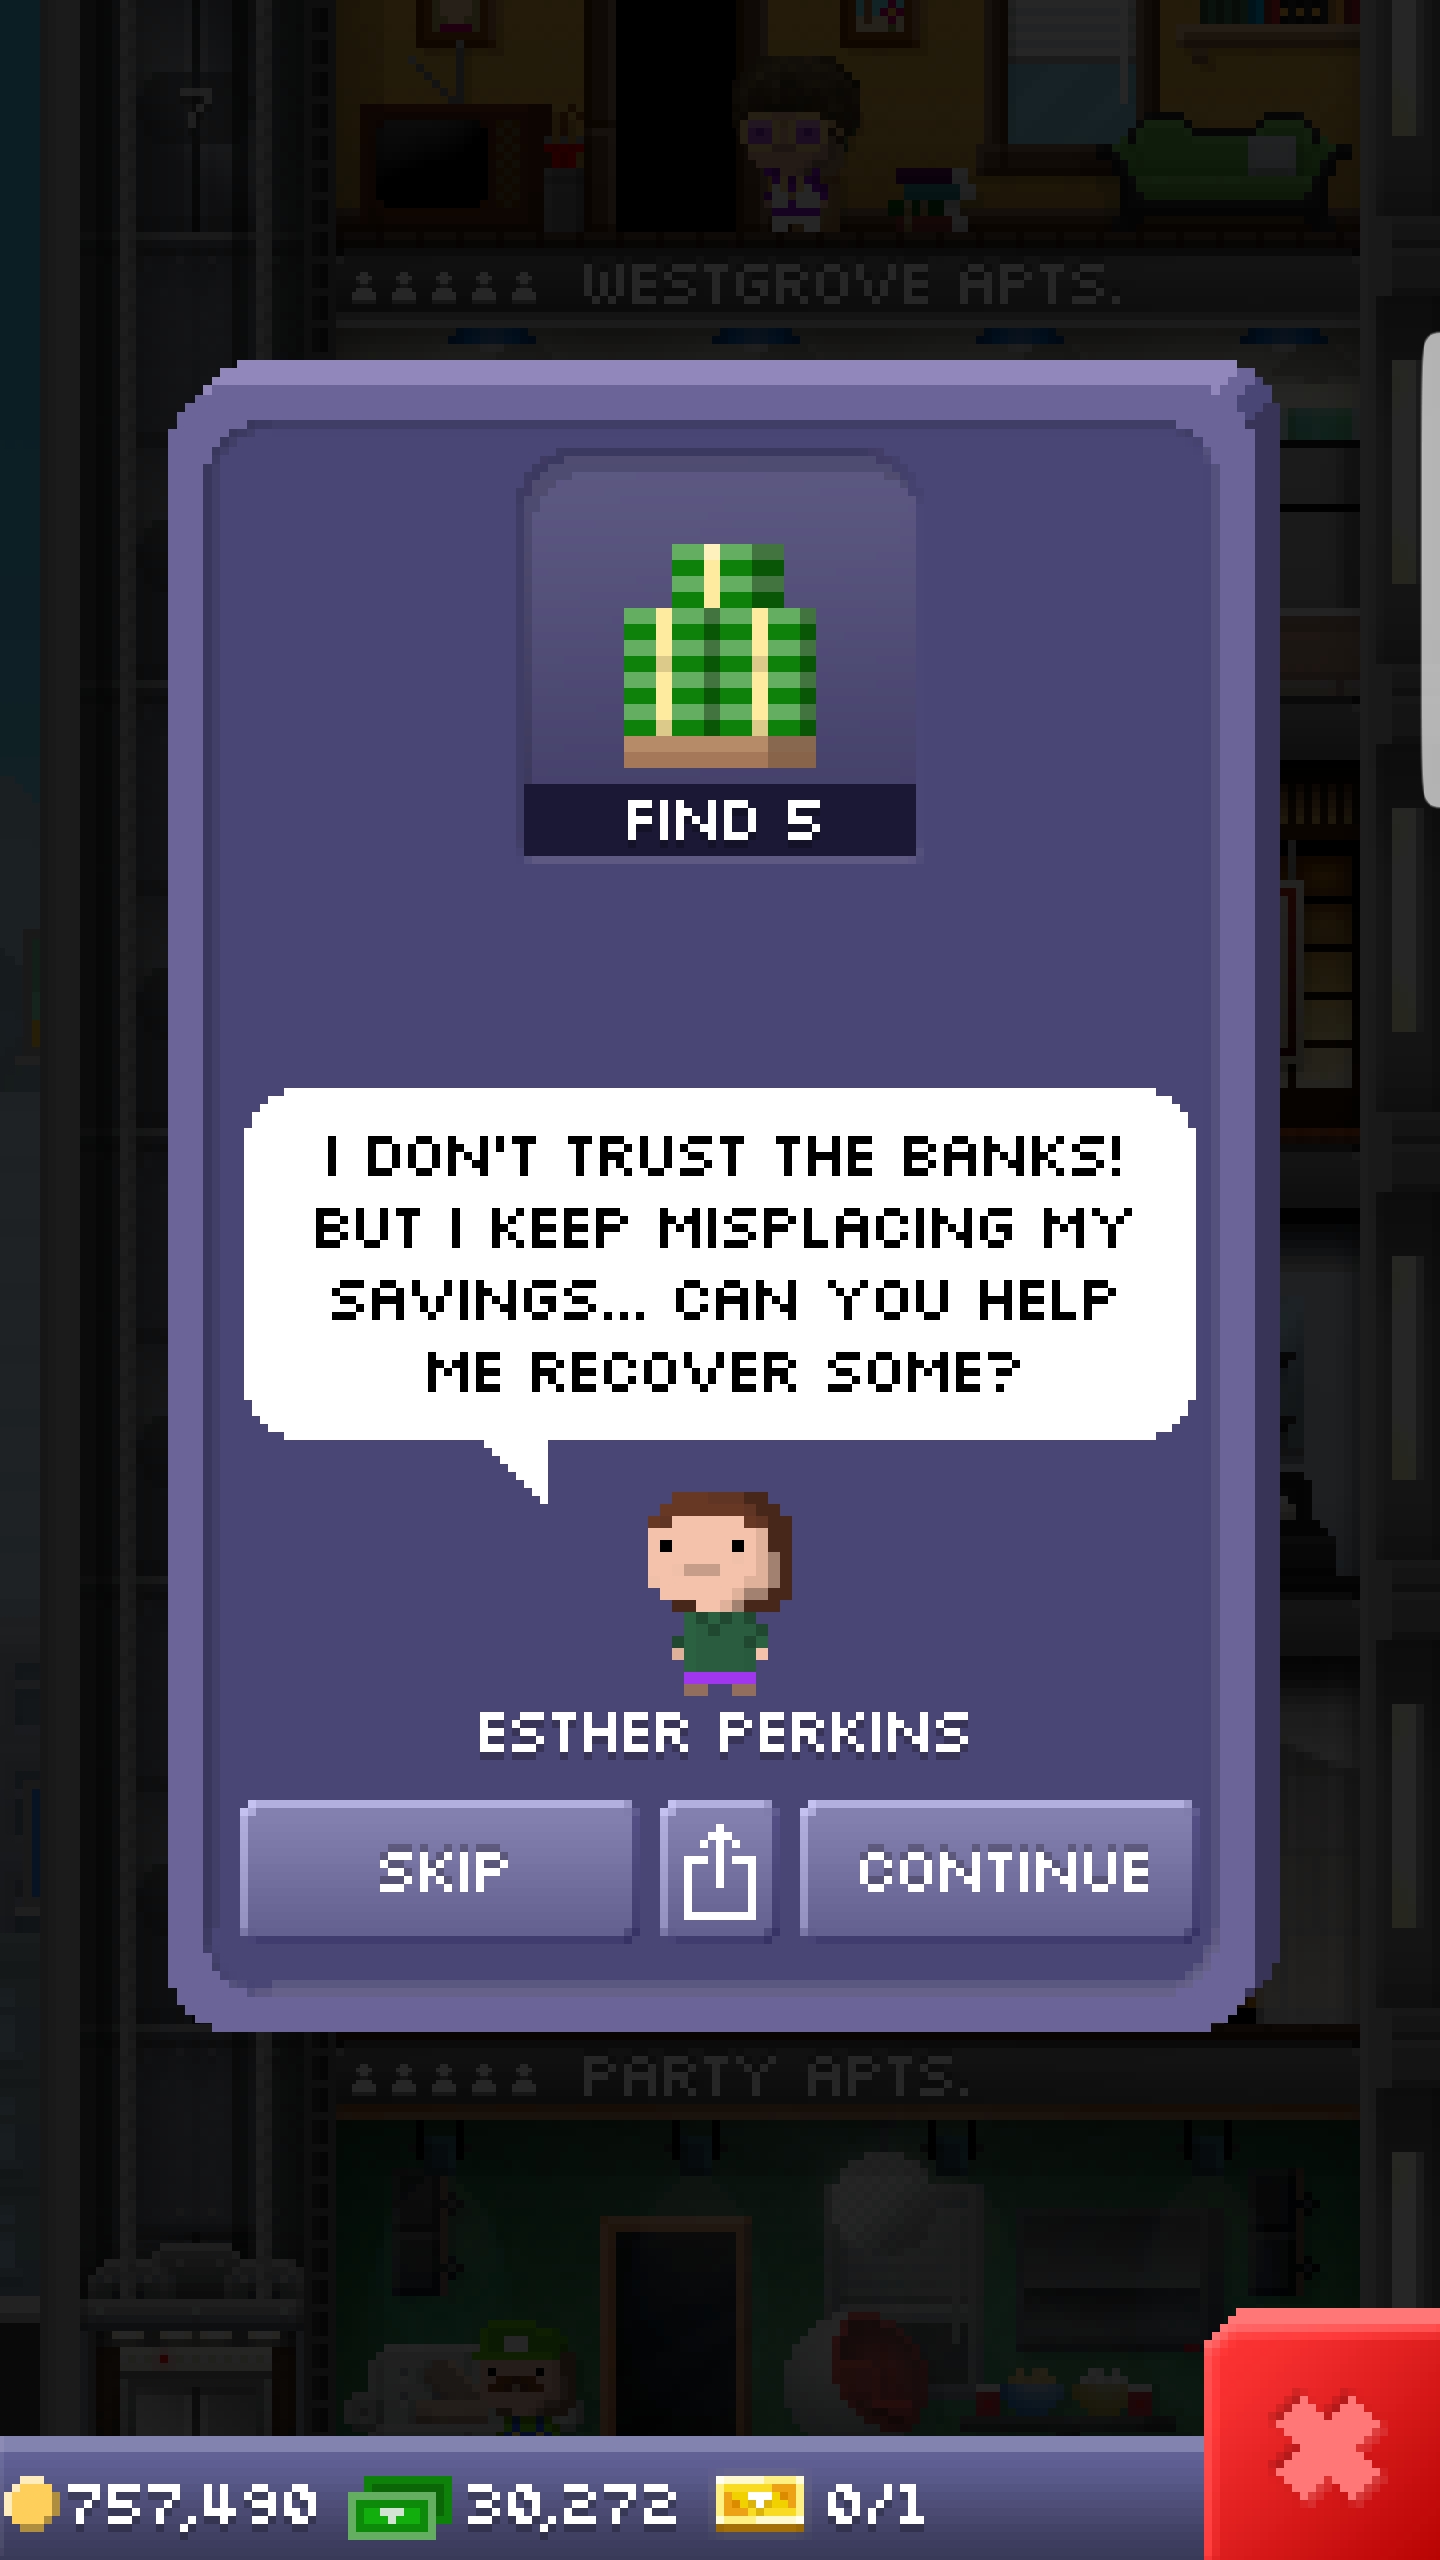 ?
WESTGROVE APTS.
FIND 5
I DON'T TRUST THE BANKS!
BUT I KEEP MISPLACING MY
SAVINGS... CAN YOU HELP
ME RECOVER SOME?
ESTHER PERKINS
SKIP
CONTINUE
PARTY APTS.
757,490 30,272 0/1